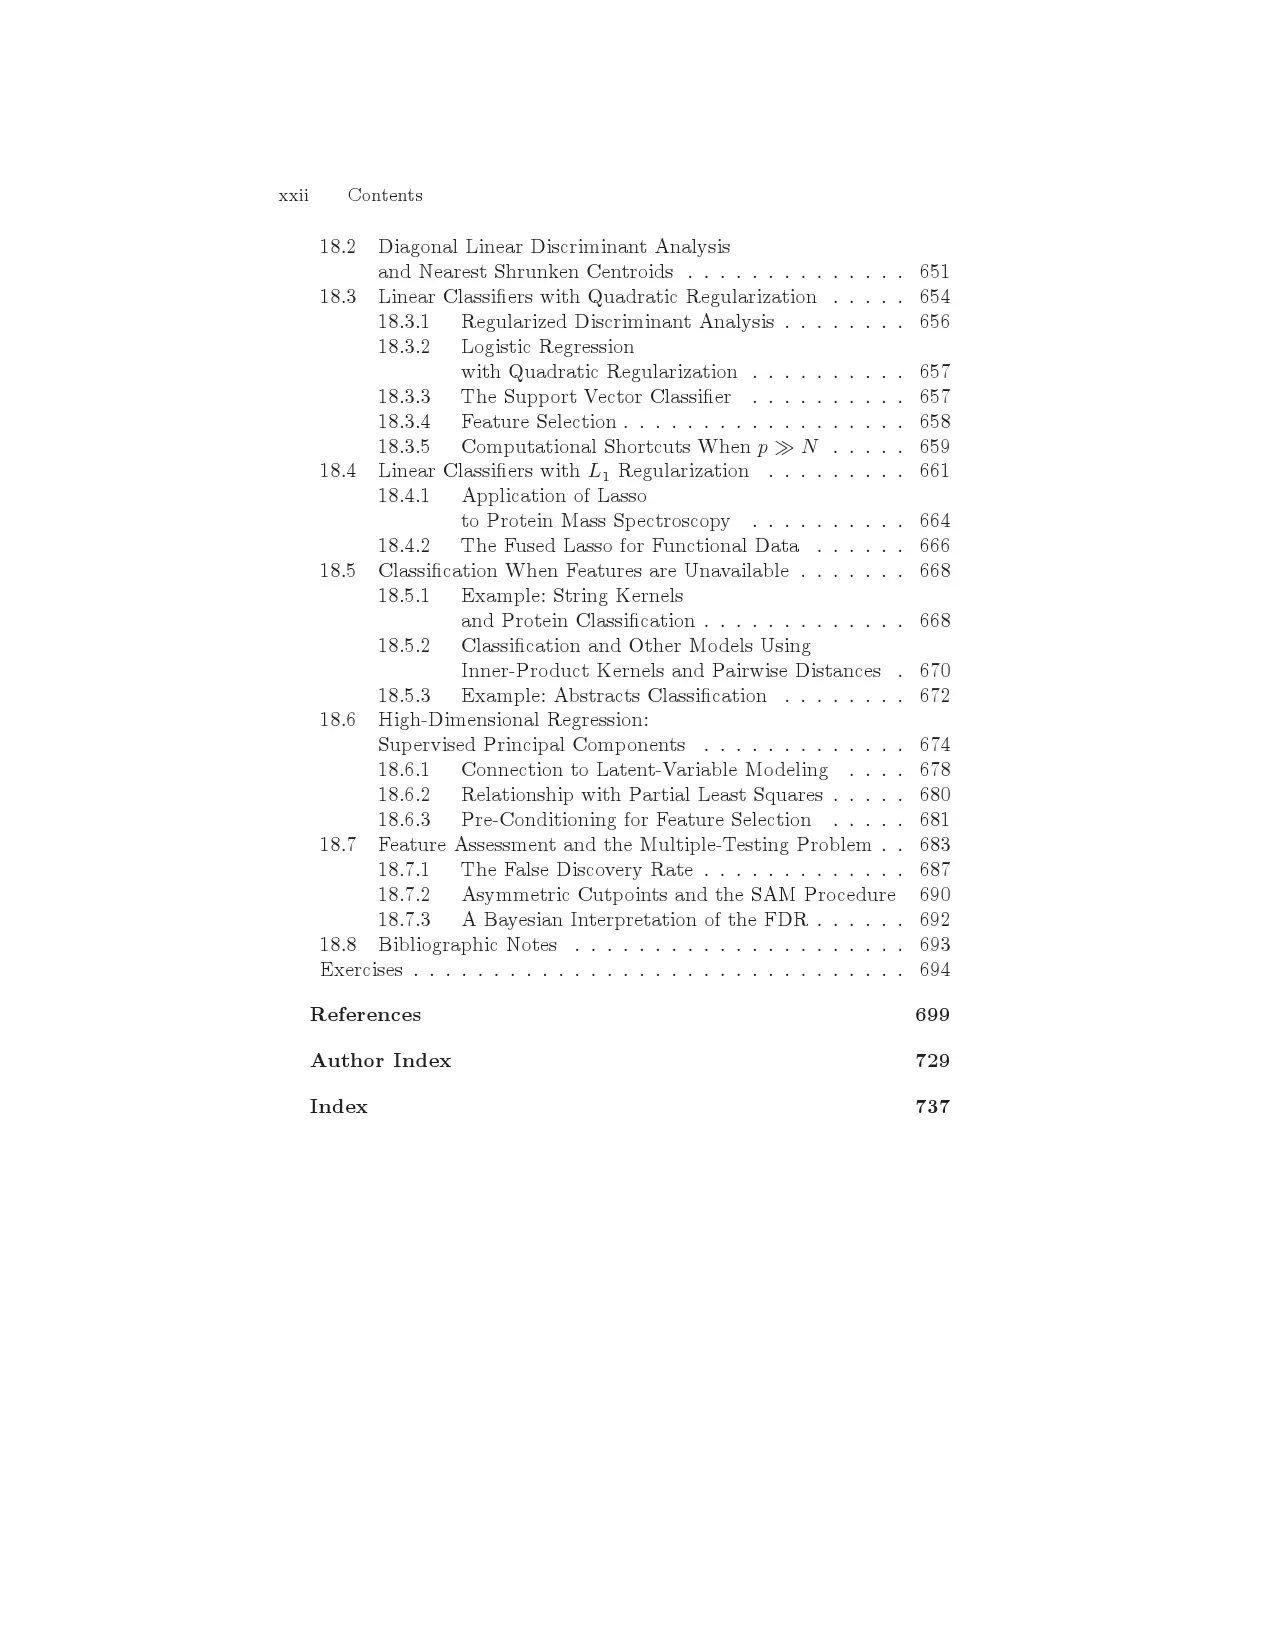 xxii Contents
18.2 Diagonal Linear Discriminant Analysis
and Nearest Shrunken Centroids . . . . . . . . . . . . . . 651
18.3 Linear Classifiers with Quadratic Regularization . . . . . 654
18.3.1 Regularized Discriminant Analysis . . . . . . . . 656
18.3.2 Logistic Regression
with Quadratic Regularization . . . . . . . . . . 657
18.3.3 The Support Vector Classifier . . . . . . . . . . 657
18.3.4 Feature Selection . . . . . . . . . . . . . . . . . . 658
18.3.5 Computational Shortcuts When p ≫ N . . . . . 659
18.4 Linear Classifiers with L₁ Regularization . . . . . . . . . 661
18.4.1 Application of Lasso
to Protein Mass Spectroscopy . . . . . . . . . . 664
18.4.2 The Fused Lasso for Functional Data . . . . . . 666
18.5 Classification When Features are Unavailable . . . . . . . 668
18.5.1 Example: String Kernels
and Protein Classification . . . . . . . . . . . . . 668
18.5.2 Classification and Other Models Using
Inner-Product Kernels and Pairwise Distances . 670
18.5.3 Example: Abstracts Classification . . . . . . . . 672
18.6 High-Dimensional Regression:
Supervised Principal Components . . . . . . . . . . . . . 674
18.6.1 Connection to Latent-Variable Modeling . . . . 678
18.6.2 Relationship with Partial Least Squares . . . . . 680
18.6.3 Pre-Conditioning for Feature Selection . . . . . 681
18.7 Feature Assessment and the Multiple-Testing Problem . . 683
18.7.1 The False Discovery Rate . . . . . . . . . . . . . 687
18.7.2 Asymmetric Cutpoints and the SAM Procedure 690
18.7.3 A Bayesian Interpretation of the FDR . . . . . . 692
18.8 Bibliographic Notes . . . . . . . . . . . . . . . . . . . . . 693
Exercises . . . . . . . . . . . . . . . . . . . . . . . . . . . . . . . 694
References 699
Author Index 729
Index 737